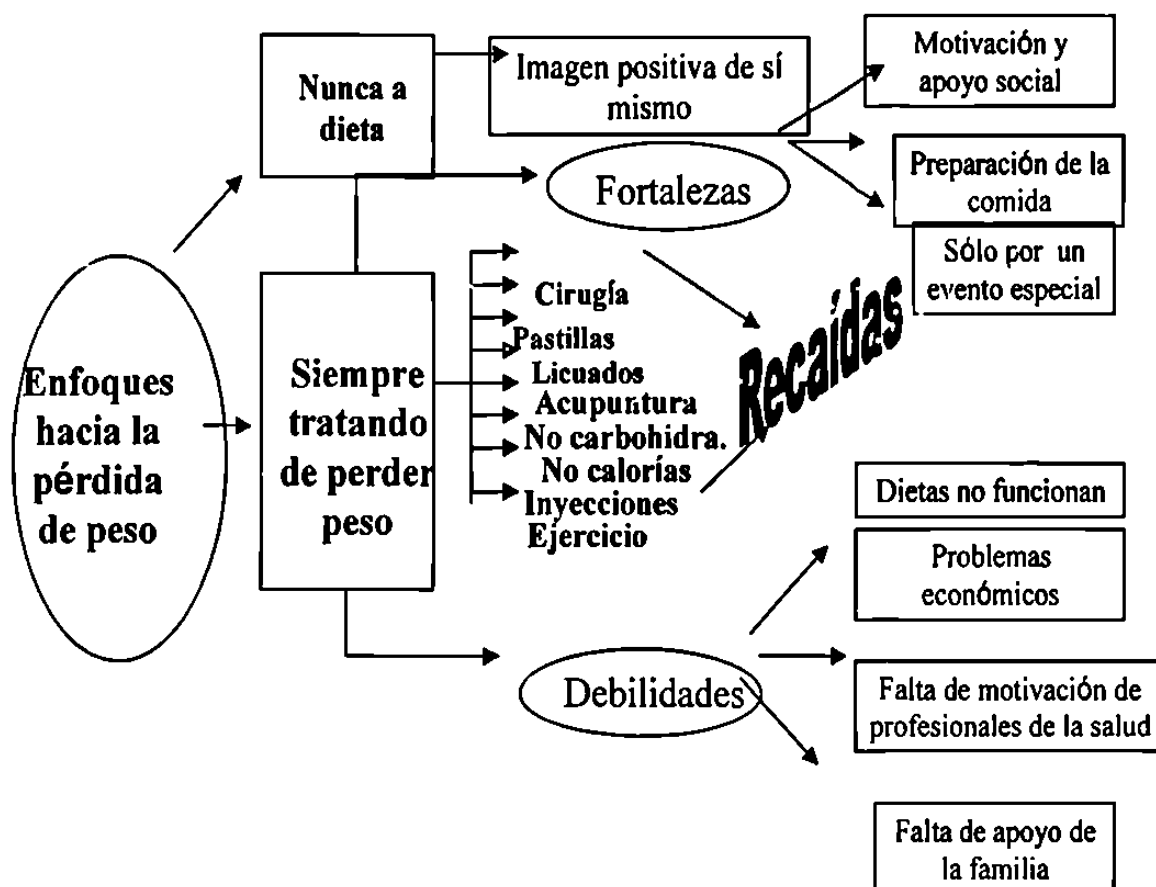 Enfoques
hacia la
pérdida
de peso
Nunca a
dieta
Siempre
tratando
de perder
peso
Imagen positiva de sí
mismo
Fortalezas
Cirugía
Pastillas
Licuados
Acupuntura
No carbohidra.
No calorías
Inyecciones
Ejercicio
Debilidades
Recaídas
Motivación y
apoyo social
Preparación de la
comida
Sólo por un
evento especial
Dietas no funcionan
Problemas
económicos
Falta de motivación de
profesionales de la salud
Falta de apoyo de
la familia